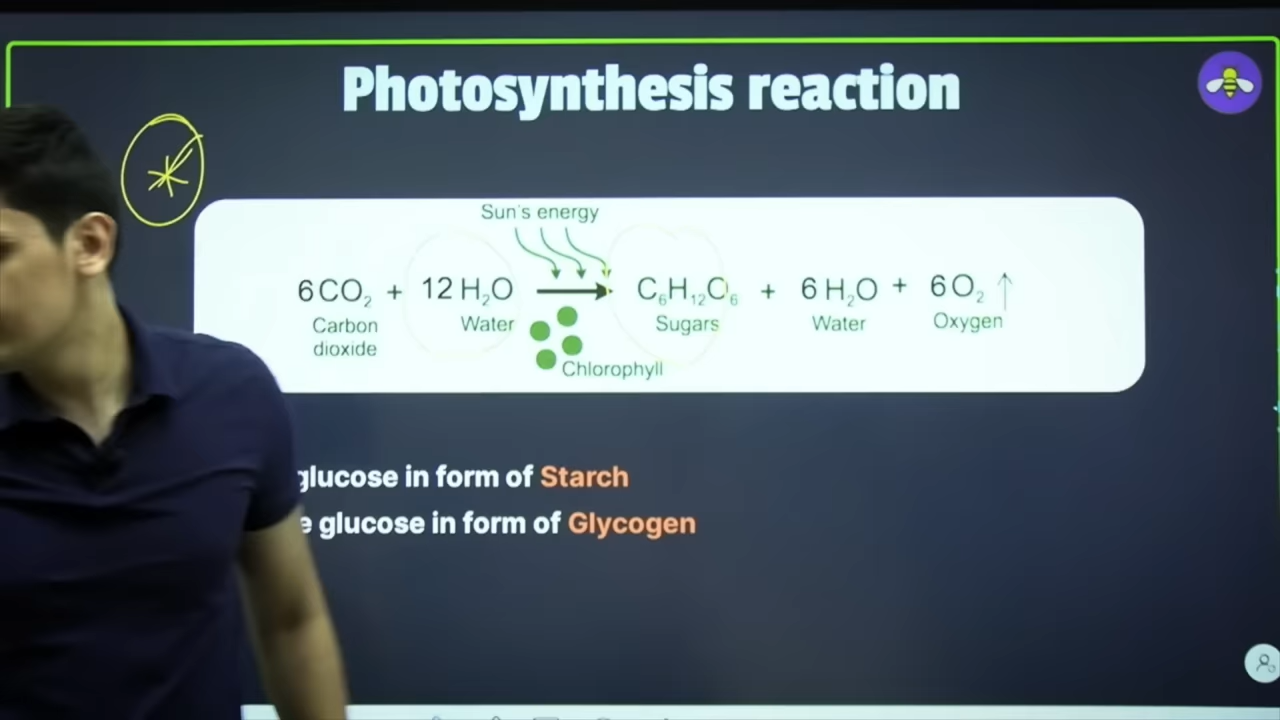 Photosynthesis reaction
Sun's energy
6CO₂ + 12H₂O → C₆H₁₂O₆ + 6H₂O + 6O₂ ↑
Carbon dioxide Water Sugars Water Oxygen
Chlorophyll
glucose in form of Starch
glucose in form of Glycogen